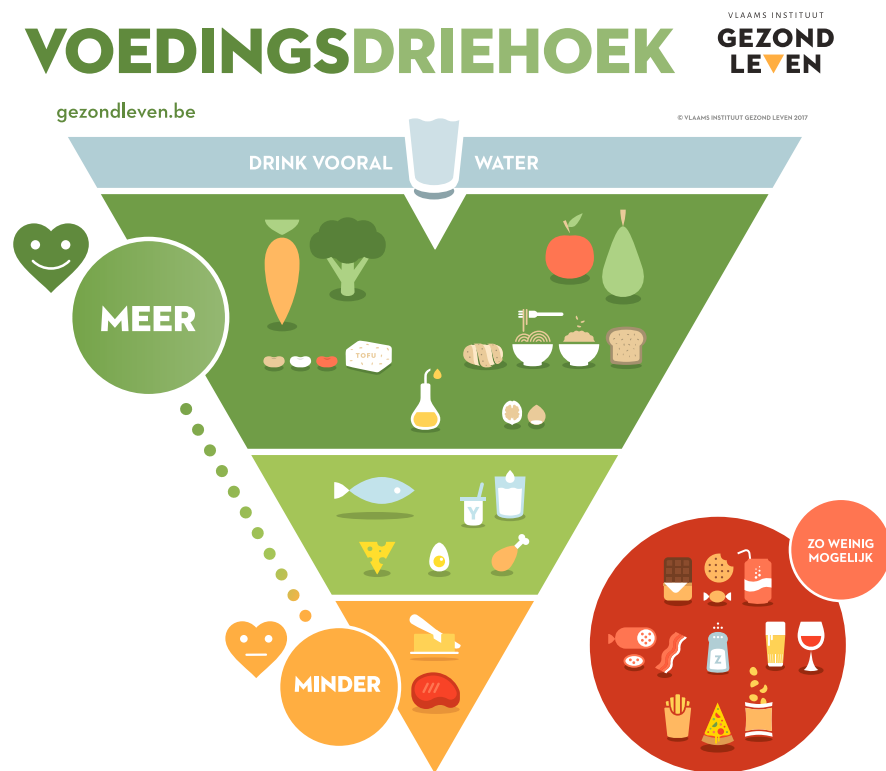 VOEDINGSDRIEHOEK
VLAAMS INSTITUUT
GEZOND
LEVEN
gezondleven.be
© VLAAMS INSTITUUT GEZOND LEVEN 2017
DRINK VOORAL WATER
MEER
TOFU
Y
ZO WEINIG
MOGELIJK
Z
MINDER